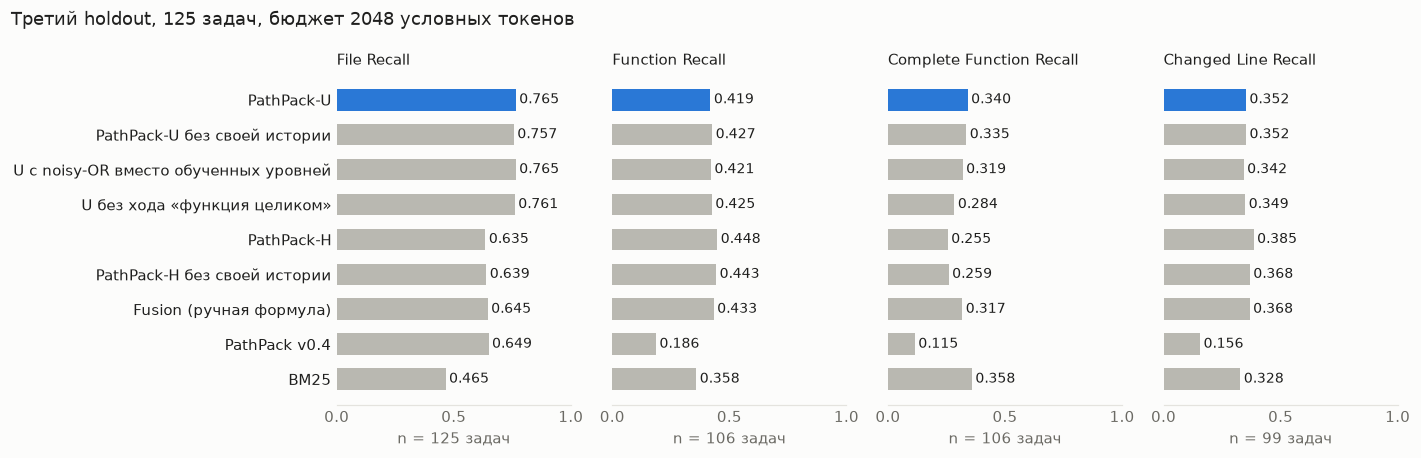 Третий holdout, 125 задач, бюджет 2048 условных токенов
File Recall Function Recall Complete Function Recall Changed Line Recall
PathPack-U 0.765 0.419 0.340 0.352
PathPack-U без своей истории 0.757 0.427 0.335 0.352
U с noisy-OR вместо обученных уровней 0.765 0.421 0.319 0.342
U без хода «функция целиком» 0.761 0.425 0.284 0.349
PathPack-H 0.635 0.448 0.255 0.385
PathPack-H без своей истории 0.639 0.443 0.259 0.368
Fusion (ручная формула) 0.645 0.433 0.317 0.368
PathPack v0.4 0.649 0.186 0.115 0.156
BM25 0.465 0.358 0.358 0.328
0.0 0.5 1.0 0.0 0.5 1.0 0.0 0.5 1.0 0.0 0.5 1.0
n = 125 задач n = 106 задач n = 106 задач n = 99 задач